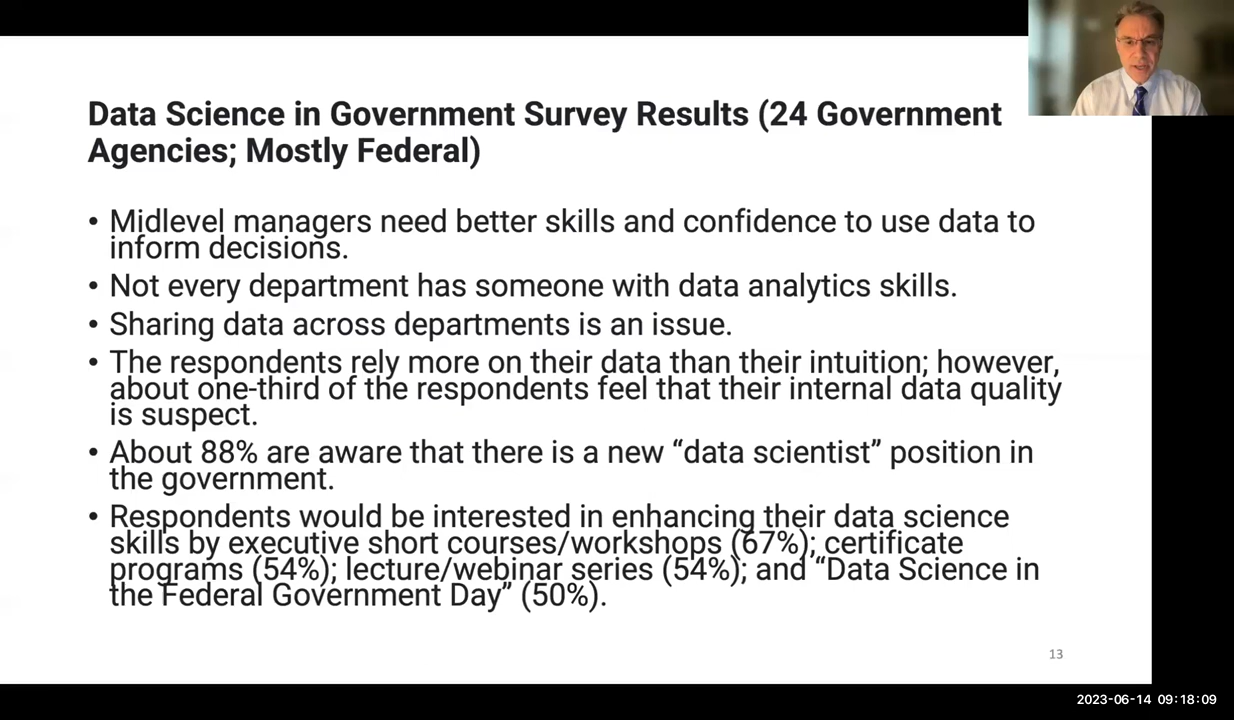 Data Science in Government Survey Results (24 Government
Agencies; Mostly Federal)
• Midlevel managers need better skills and confidence to use data to
inform decisions.
• Not every department has someone with data analytics skills.
• Sharing data across departments is an issue.
• The respondents rely more on their data than their intuition; however,
about one-third of the respondents feel that their internal data quality
is suspect.
• About 88% are aware that there is a new “data scientist” position in
the government.
• Respondents would be interested in enhancing their data science
skills by executive short courses/workshops (67%); certificate
programs (54%); lecture/webinar series (54%); and “Data Science in
the Federal Government Day” (50%).
13
2023-06-14 09:18:09